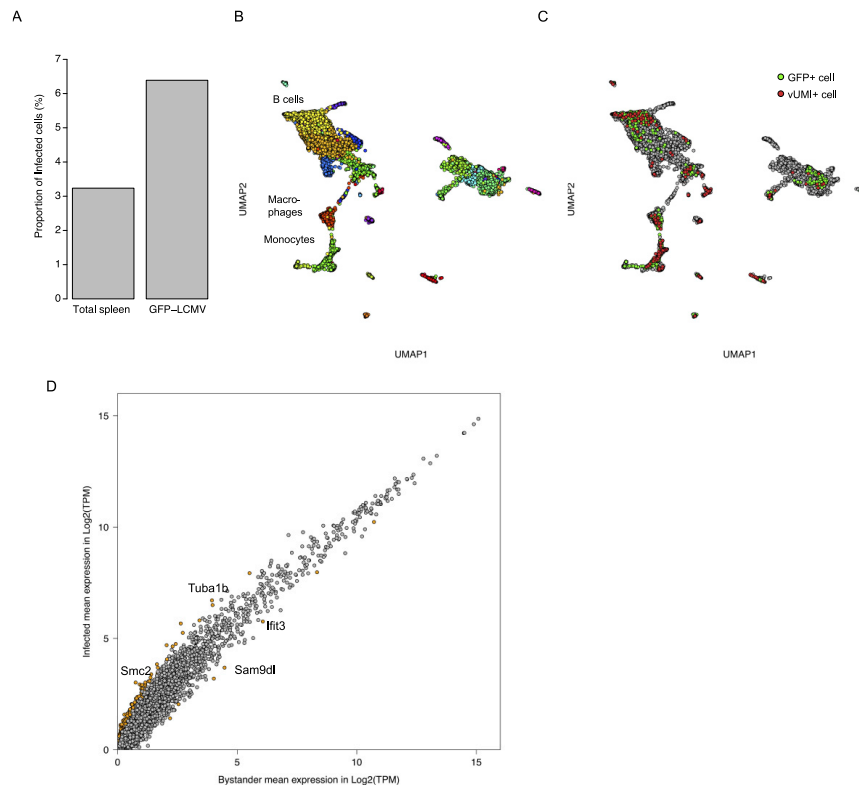 A
B
C
7
6
5
4
3
2
1
0
Proportion of Infected cells (%)
Total spleen
GFP–LCMV
B cells
Macro-
phages
Monocytes
UMAP2
UMAP1
GFP+ cell
vUMI+ cell
UMAP2
UMAP1
D
15
10
5
0
Infected mean expression in Log2(TPM)
Tuba1b
Ifit3
Smc2
Sam9dl
0
5
10
15
Bystander mean expression in Log2(TPM)